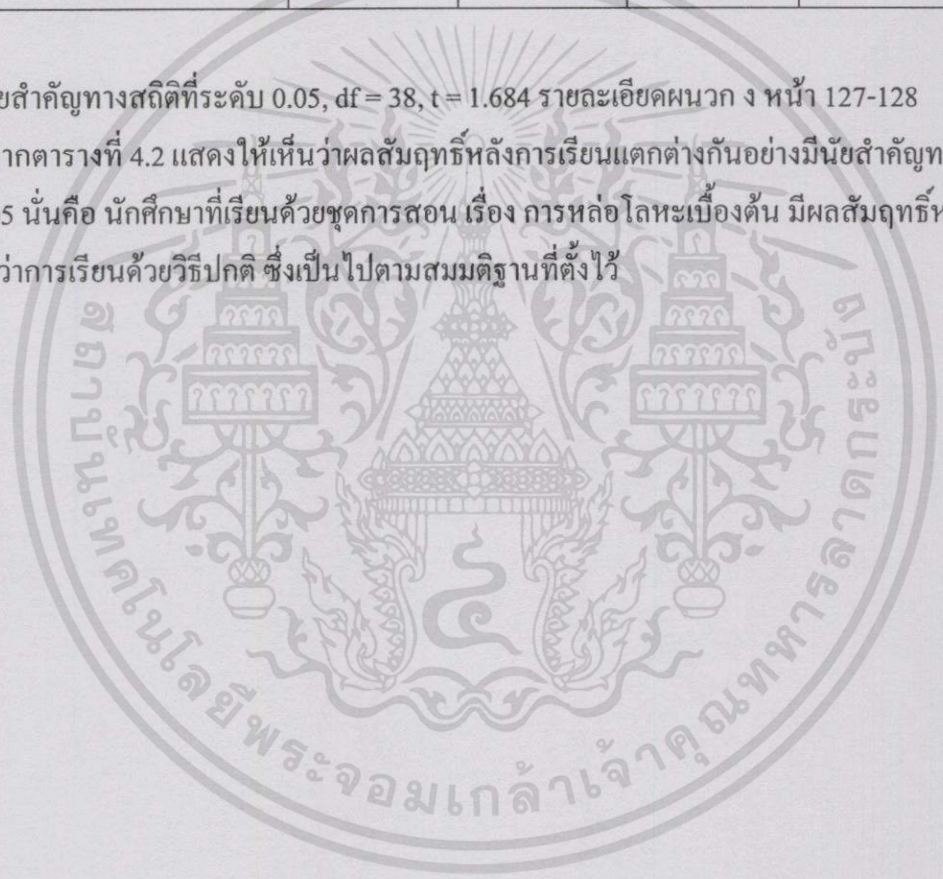 ยสำคัญทางสถิติที่ระดับ 0.05, df = 38, t = 1.684 รายละเอียดผนวก ง หน้า 127-128
ากตารางที่ 4.2 แสดงให้เห็นว่าผลสัมฤทธิ์หลังการเรียนแตกต่างกันอย่างมีนัยสำคัญท
5 นั่นคือ นักศึกษาที่เรียนด้วยชุดการสอน เรื่อง การหล่อโลหะเบื้องต้น มีผลสัมฤทธิ์ห
ว่าการเรียนด้วยวิธีปกติ ซึ่งเป็นไปตามสมมติฐานที่ตั้งไว้
สถาบันเทคโนโลยีพระจอมเกล้าเจ้าคุณทหารลาดกระบัง